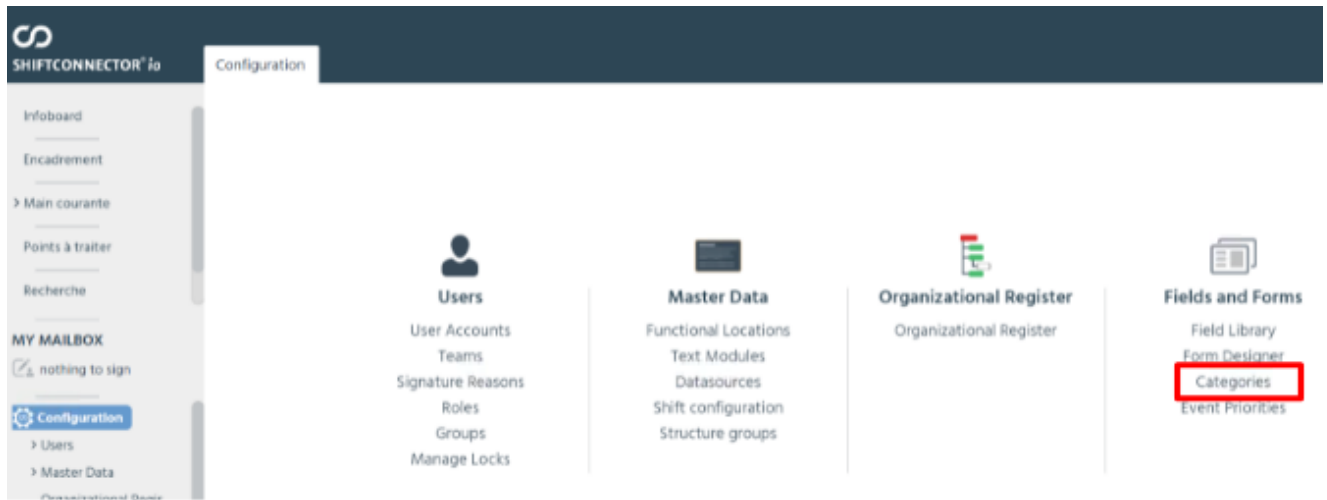 SHIFTCONNECTOR® io
Configuration
Infoboard
Encadrement
> Main courante
Points à traiter
Recherche
MY MAILBOX
nothing to sign
Configuration
> Users
> Master Data
Organizational Regis
Users
User Accounts
Teams
Signature Reasons
Roles
Groups
Manage Locks
Master Data
Functional Locations
Text Modules
Datasources
Shift configuration
Structure groups
Organizational Register
Organizational Register
Fields and Forms
Field Library
Form Designer
Categories
Event Priorities